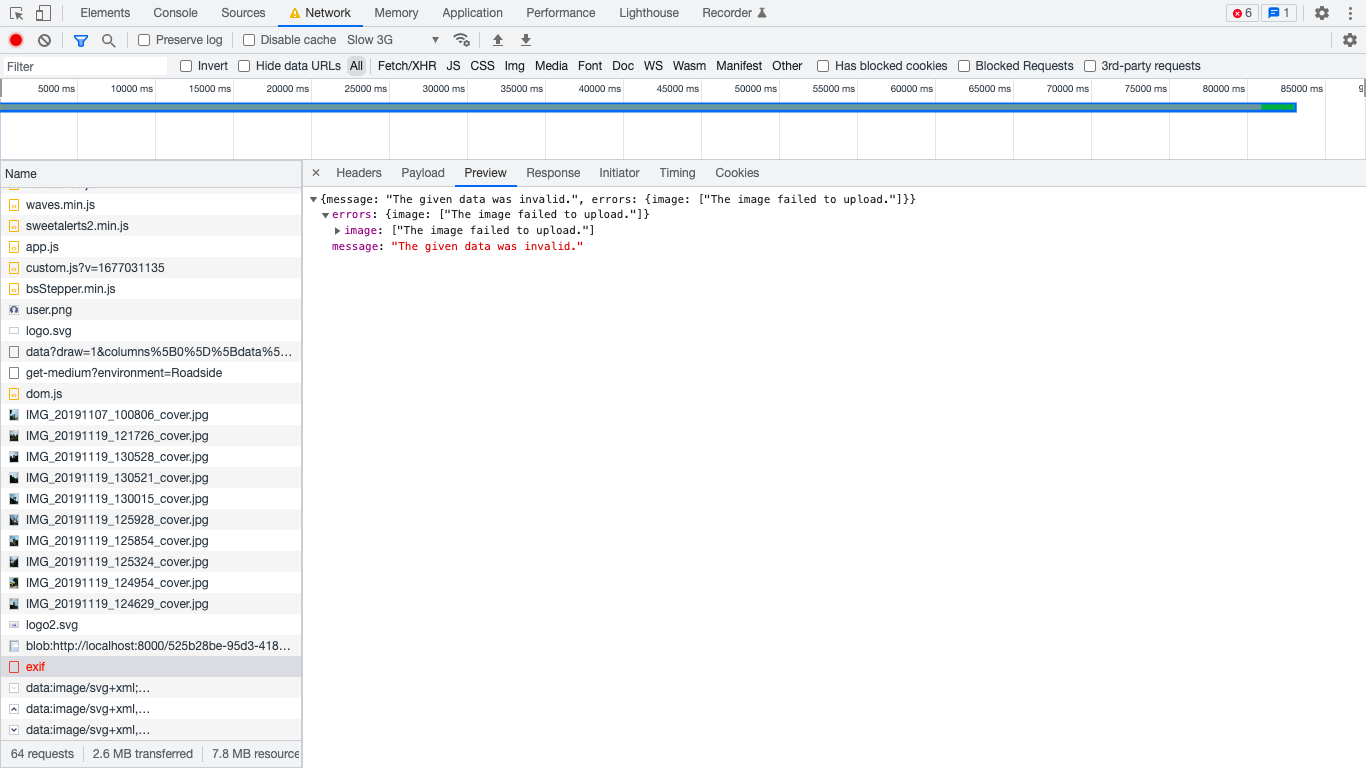 Elements Console Sources Network Memory Application Performance Lighthouse Recorder 6 1
Preserve log Disable cache Slow 3G
Filter Invert Hide data URLs All Fetch/XHR JS CSS Img Media Font Doc WS Wasm Manifest Other Has blocked cookies Blocked Requests 3rd-party requests
5000 ms 10000 ms 15000 ms 20000 ms 25000 ms 30000 ms 35000 ms 40000 ms 45000 ms 50000 ms 55000 ms 60000 ms 65000 ms 70000 ms 75000 ms 80000 ms 85000 ms 9
Name
waves.min.js
sweetalerts2.min.js
app.js
custom.js?v=1677031135
bsStepper.min.js
user.png
logo.svg
data?draw=1&columns%5B0%5D%5Bdata%5...
get-medium?environment=Roadside
dom.js
IMG_20191107_100806_cover.jpg
IMG_20191119_121726_cover.jpg
IMG_20191119_130528_cover.jpg
IMG_20191119_130521_cover.jpg
IMG_20191119_130015_cover.jpg
IMG_20191119_125928_cover.jpg
IMG_20191119_125854_cover.jpg
IMG_20191119_125324_cover.jpg
IMG_20191119_124954_cover.jpg
IMG_20191119_124629_cover.jpg
logo2.svg
blob:http://localhost:8000/525b28be-95d3-418...
exif
data:image/svg+xml;...
data:image/svg+xml,...
data:image/svg+xml,...
64 requests 2.6 MB transferred 7.8 MB resource
× Headers Payload Preview Response Initiator Timing Cookies
{message: "The given data was invalid.", errors: {image: ["The image failed to upload."]}}
errors: {image: ["The image failed to upload."]}
image: ["The image failed to upload."]
message: "The given data was invalid."